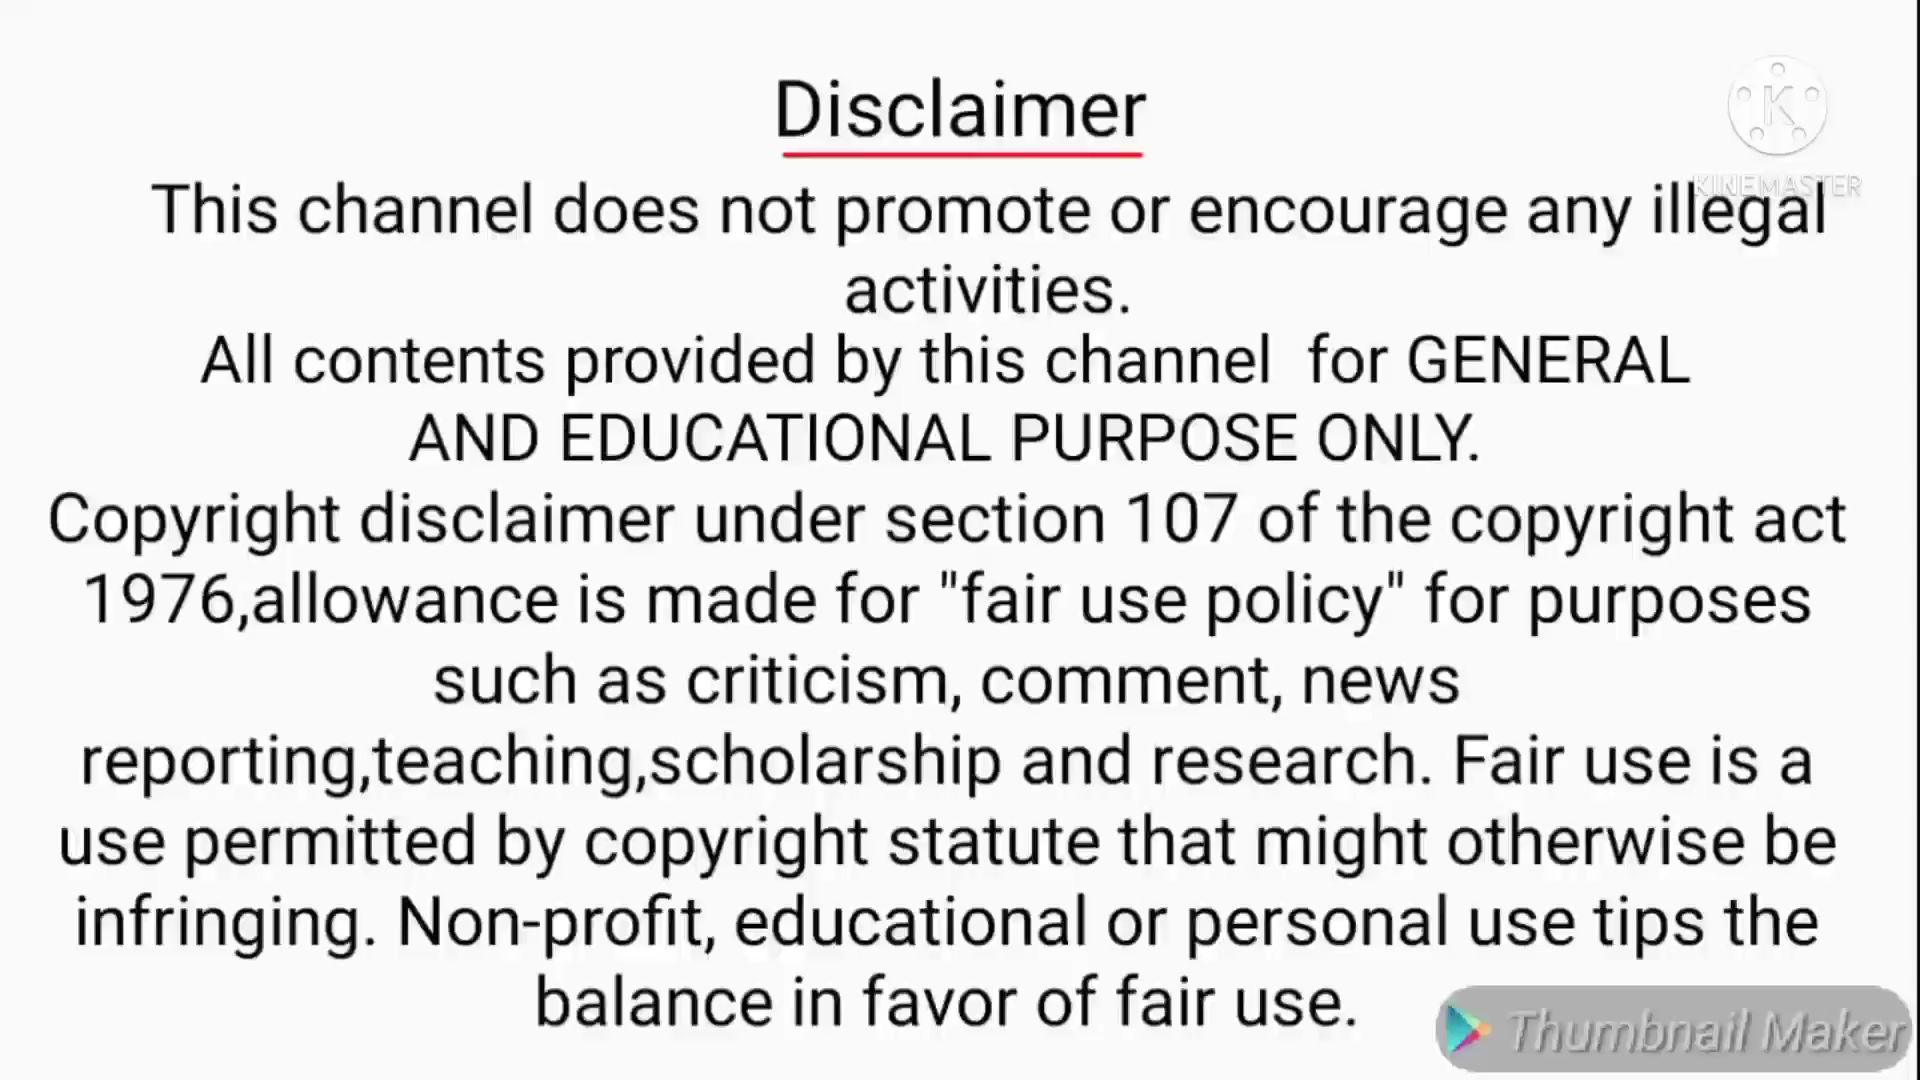 Disclaimer
KINEMASTER
This channel does not promote or encourage any illegal
activities.
All contents provided by this channel  for GENERAL
AND EDUCATIONAL PURPOSE ONLY.
Copyright disclaimer under section 107 of the copyright act
1976,allowance is made for "fair use policy" for purposes
such as criticism, comment, news
reporting,teaching,scholarship and research. Fair use is a
use permitted by copyright statute that might otherwise be
infringing. Non-profit, educational or personal use tips the
balance in favor of fair use.
Thumbnail Maker